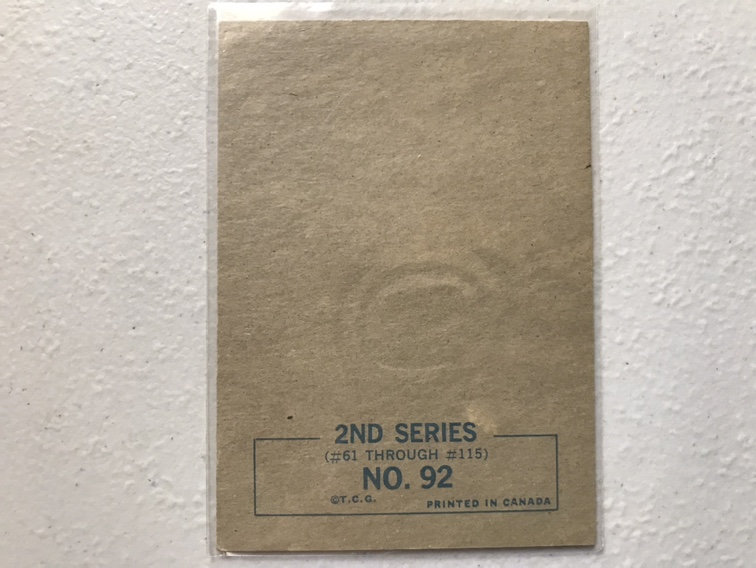 2ND SERIES
(#61 THROUGH #115)
NO. 92
©T.C.G. PRINTED IN CANADA